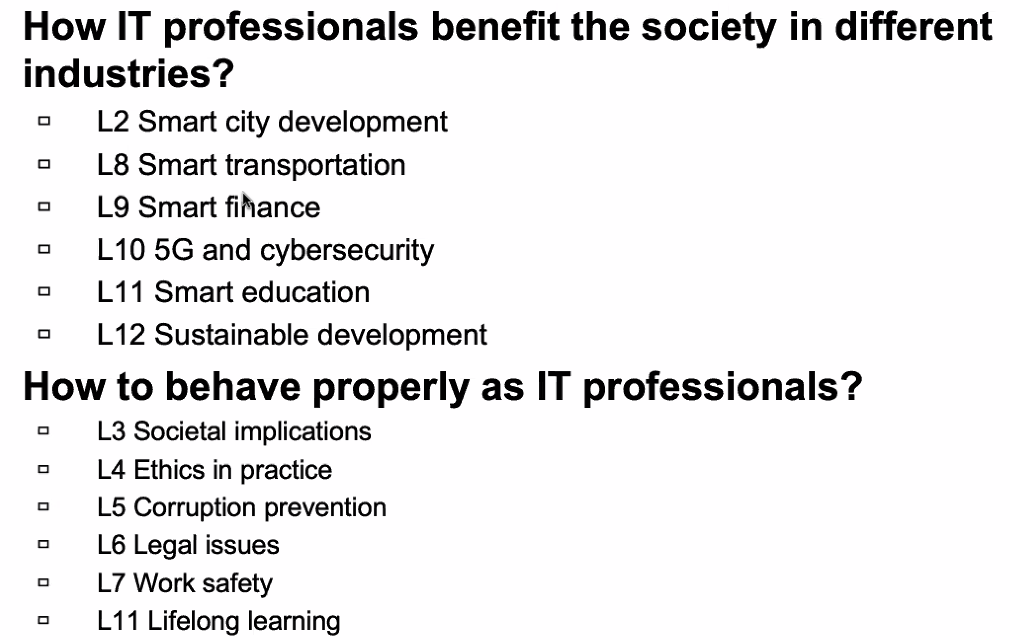 How IT professionals benefit the society in different
industries?
L2 Smart city development
L8 Smart transportation
L9 Smart finance
L10 5G and cybersecurity
L11 Smart education
L12 Sustainable development
How to behave properly as IT professionals?
L3 Societal implications
L4 Ethics in practice
L5 Corruption prevention
L6 Legal issues
L7 Work safety
L11 Lifelong learning